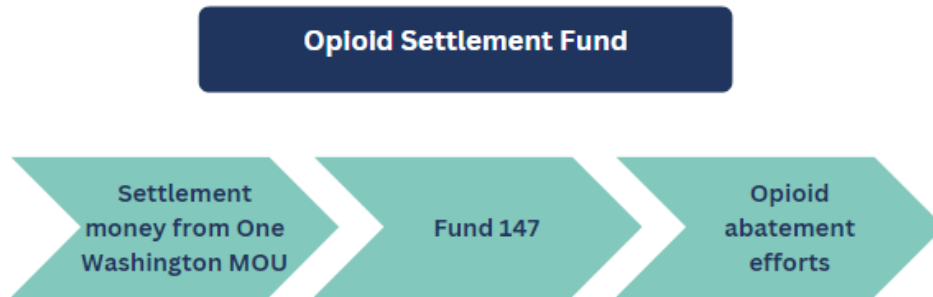 Opioid Settlement Fund
Settlement
money from One
Washington MOU
Fund 147
Opioid
abatement
efforts